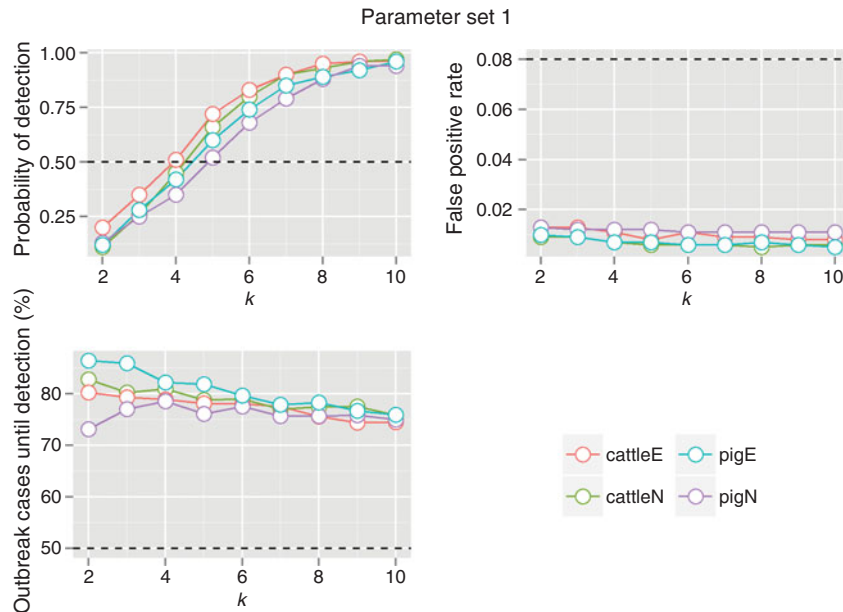 Parameter set 1
Probability of detection
1.00
0.75
0.50
0.25
2 4 6 8 10
k
False positive rate
0.08
0.06
0.04
0.02
2 4 6 8 10
k
Outbreak cases until detection (%)
80
70
60
50
2 4 6 8 10
k
cattleE pigE
cattleN pigN